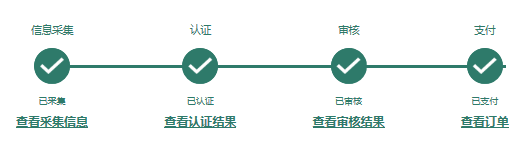 信息采集 认证 审核 支付
已采集 已认证 已审核 已支付
查看采集信息 查看认证结果 查看审核结果 查看订单